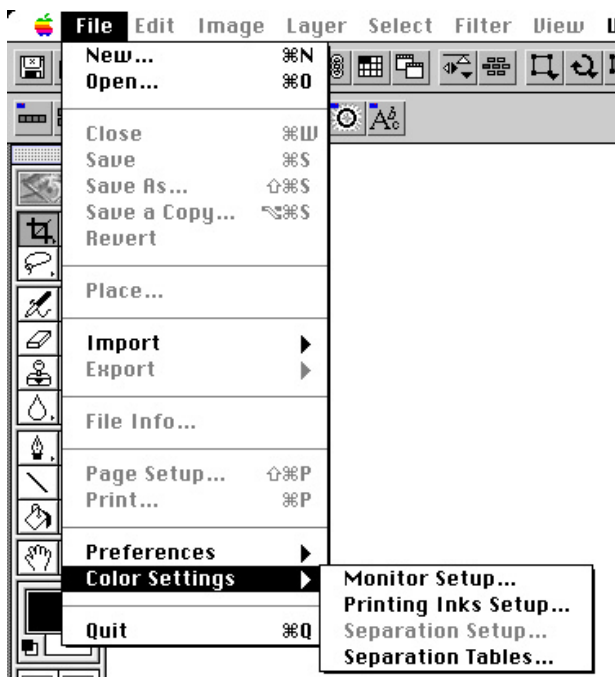 File Edit Image Layer Select Filter View
New... ⌘N
Open... ⌘O
Close ⌘W
Save ⌘S
Save As... ⇧⌘S
Save a Copy... ⌥⌘S
Revert
Place...
Import
Export
File Info...
Page Setup... ⇧⌘P
Print... ⌘P
Preferences
Color Settings
Monitor Setup...
Printing Inks Setup...
Quit ⌘Q
Separation Setup...
Separation Tables...